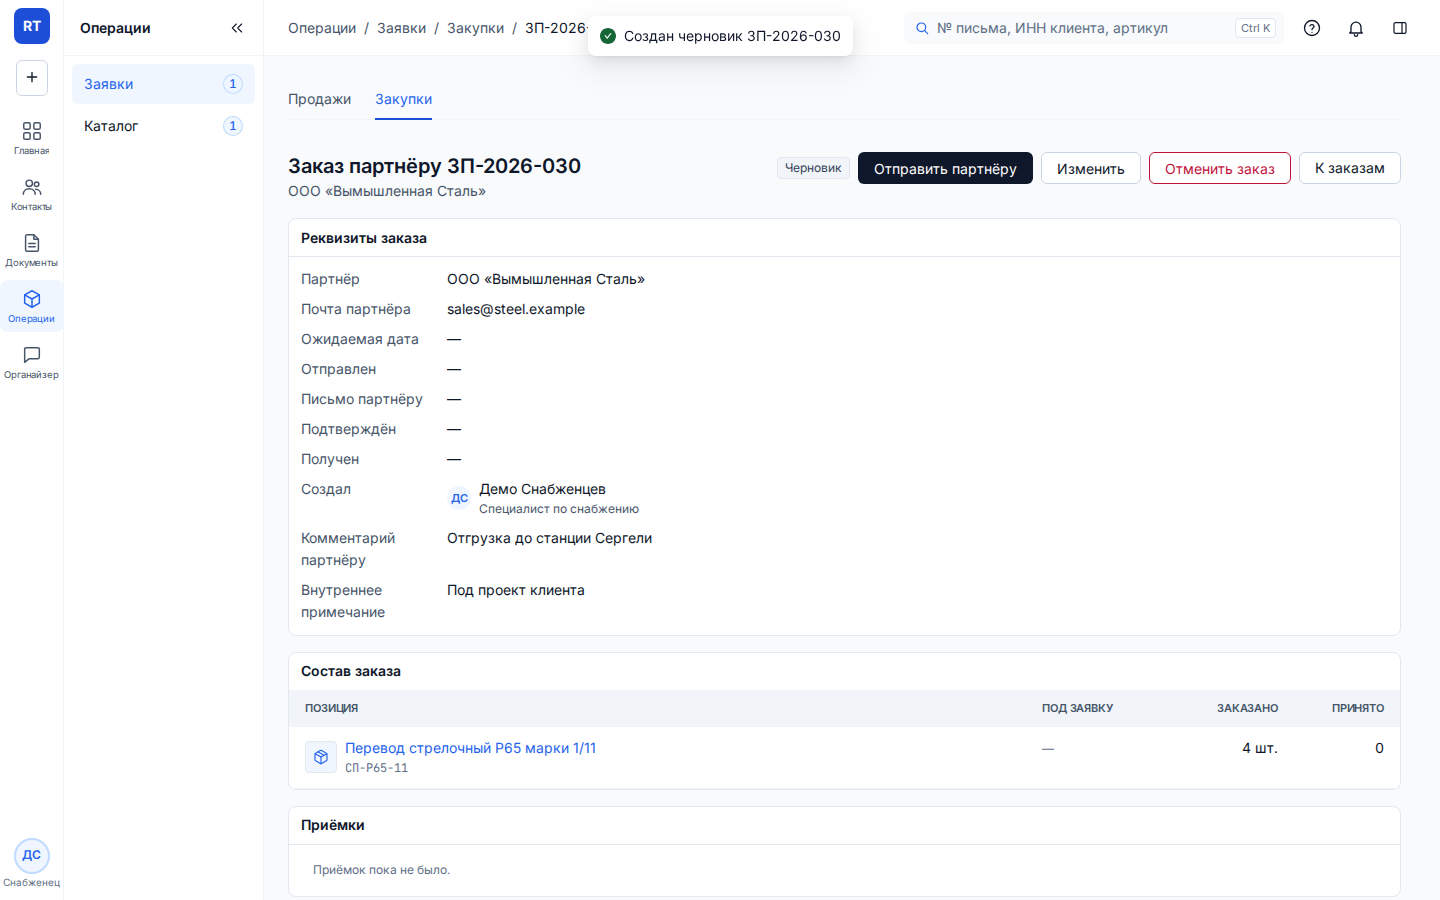 RT
Операции
Операции / Заявки / Закупки / ЗП-2026-
Создан черновик ЗП-2026-030
№ письма, ИНН клиента, артикул
Ctrl K
Главная
Контакты
Документы
Операции
Органайзер
ДС
Снабженец
Заявки 1
Каталог 1
Продажи Закупки
Заказ партнёру ЗП-2026-030
ООО «Вымышленная Сталь»
Черновик
Отправить партнёру
Изменить
Отменить заказ
К заказам
Реквизиты заказа
Партнёр ООО «Вымышленная Сталь»
Почта партнёра sales@steel.example
Ожидаемая дата —
Отправлен —
Письмо партнёру —
Подтверждён —
Получен —
Создал ДС Демо Снабженцев
Специалист по снабжению
Комментарий партнёру Отгрузка до станции Сергели
Внутреннее примечание Под проект клиента
Состав заказа
ПОЗИЦИЯ ПОД ЗАЯВКУ ЗАКАЗАНО ПРИНЯТО
Перевод стрелочный Р65 марки 1/11 — 4 шт. 0
СП-Р65-11
Приёмки
Приёмок пока не было.